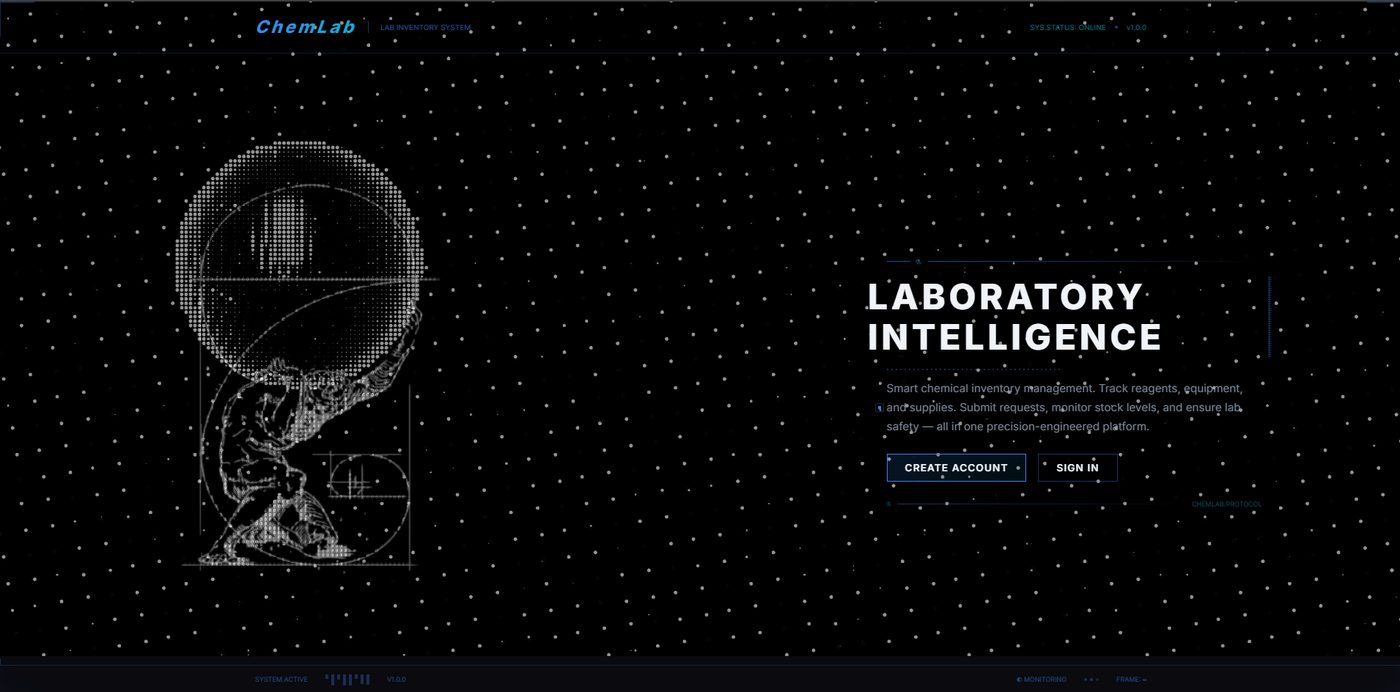 ChemLab
LAB INVENTORY SYSTEM
SYS.STATUS: ONLINE • v1.0.0
LABORATORY
INTELLIGENCE
Smart chemical inventory management. Track reagents, equipment,
and supplies. Submit requests, monitor stock levels, and ensure lab
safety — all in one precision-engineered platform.
CREATE ACCOUNT
SIGN IN
CHEMLAB.PROTOCOL
SYSTEM.ACTIVE
V1.0.0
MONITORING
FRAME: ∞